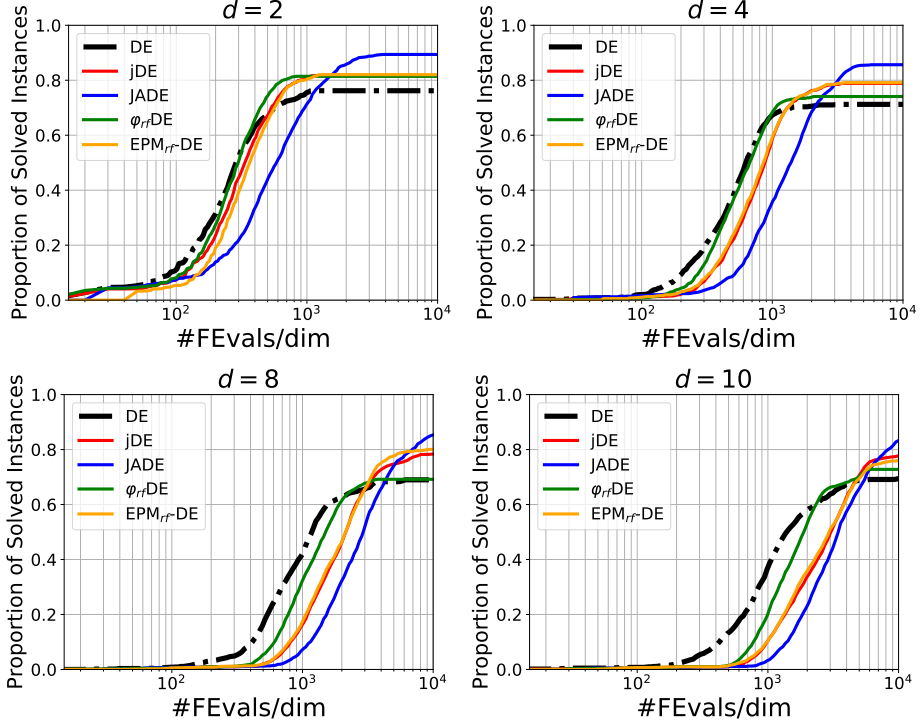 d = 2
Proportion of Solved Instances
1.0
0.8
0.6
0.4
0.2
0.0
DE
jDE
JADE
φrfDE
EPMrf-DE
10²
10³
10⁴
#FEvals/dim
d = 4
Proportion of Solved Instances
1.0
0.8
0.6
0.4
0.2
0.0
DE
jDE
JADE
φrfDE
EPMrf-DE
10²
10³
10⁴
#FEvals/dim
d = 8
Proportion of Solved Instances
1.0
0.8
0.6
0.4
0.2
0.0
DE
jDE
JADE
φrfDE
EPMrf-DE
10²
10³
10⁴
#FEvals/dim
d = 10
Proportion of Solved Instances
1.0
0.8
0.6
0.4
0.2
0.0
DE
jDE
JADE
φrfDE
EPMrf-DE
10²
10³
10⁴
#FEvals/dim